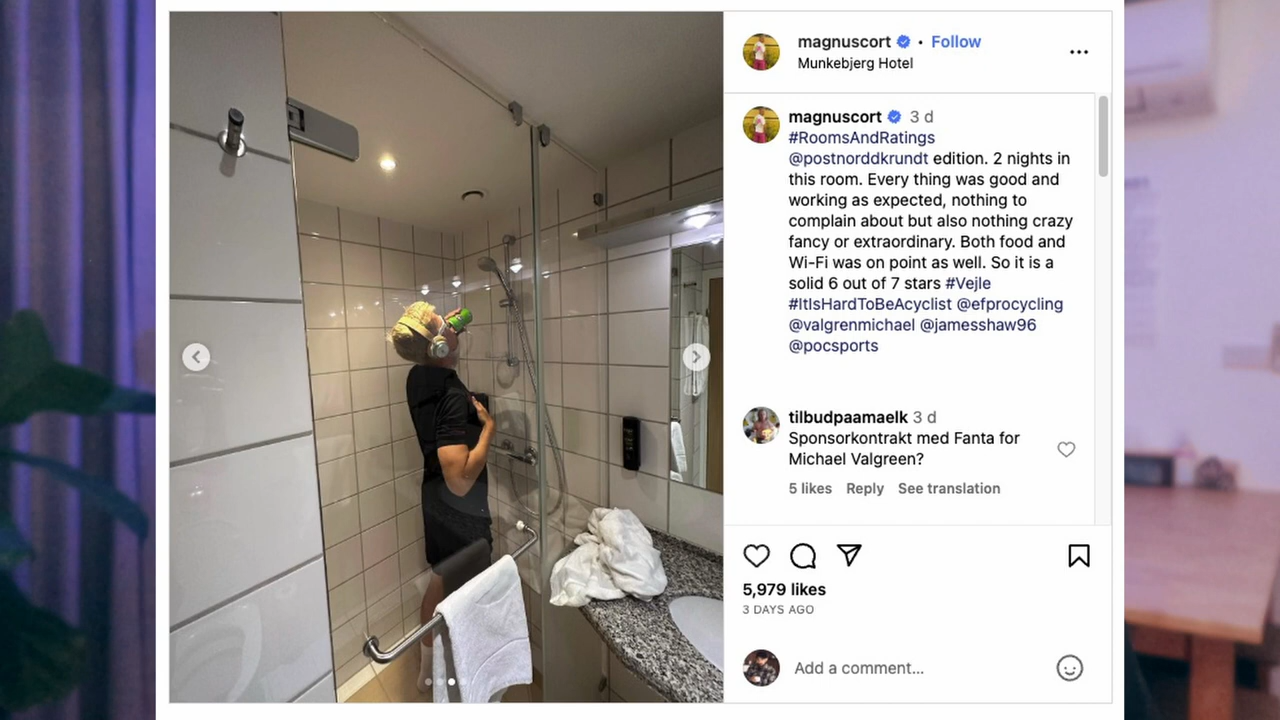 magnuscort • Follow
Munkebjerg Hotel
magnuscort 3 d
#RoomsAndRatings
@postnorddkrundt edition. 2 nights in
this room. Every thing was good and
working as expected, nothing to
complain about but also nothing crazy
fancy or extraordinary. Both food and
Wi-Fi was on point as well. So it is a
solid 6 out of 7 stars #Vejle
#ItIsHardToBeAcyclist @efprocycling
@valgrenmichael @jamesshaw96
@pocsports
tilbudpaamaelk 3 d
Sponsorkontrakt med Fanta for
Michael Valgreen?
5 likes Reply See translation
5,979 likes
3 DAYS AGO
Add a comment...